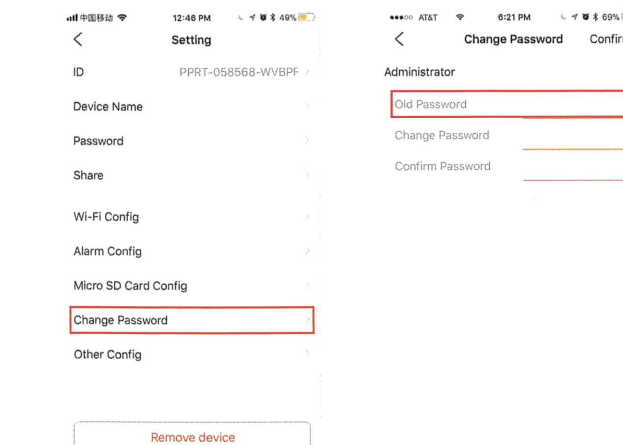 中国移动 12:46 PM 49%
Setting
ID PPRT-058568-WVBPF
Device Name
Password
Share
Wi-Fi Config
Alarm Config
Micro SD Card Config
Change Password
Other Config
Remove device
AT&T 6:21 PM 69%
Change Password Confir
Administrator
Old Password
Change Password
Confirm Password